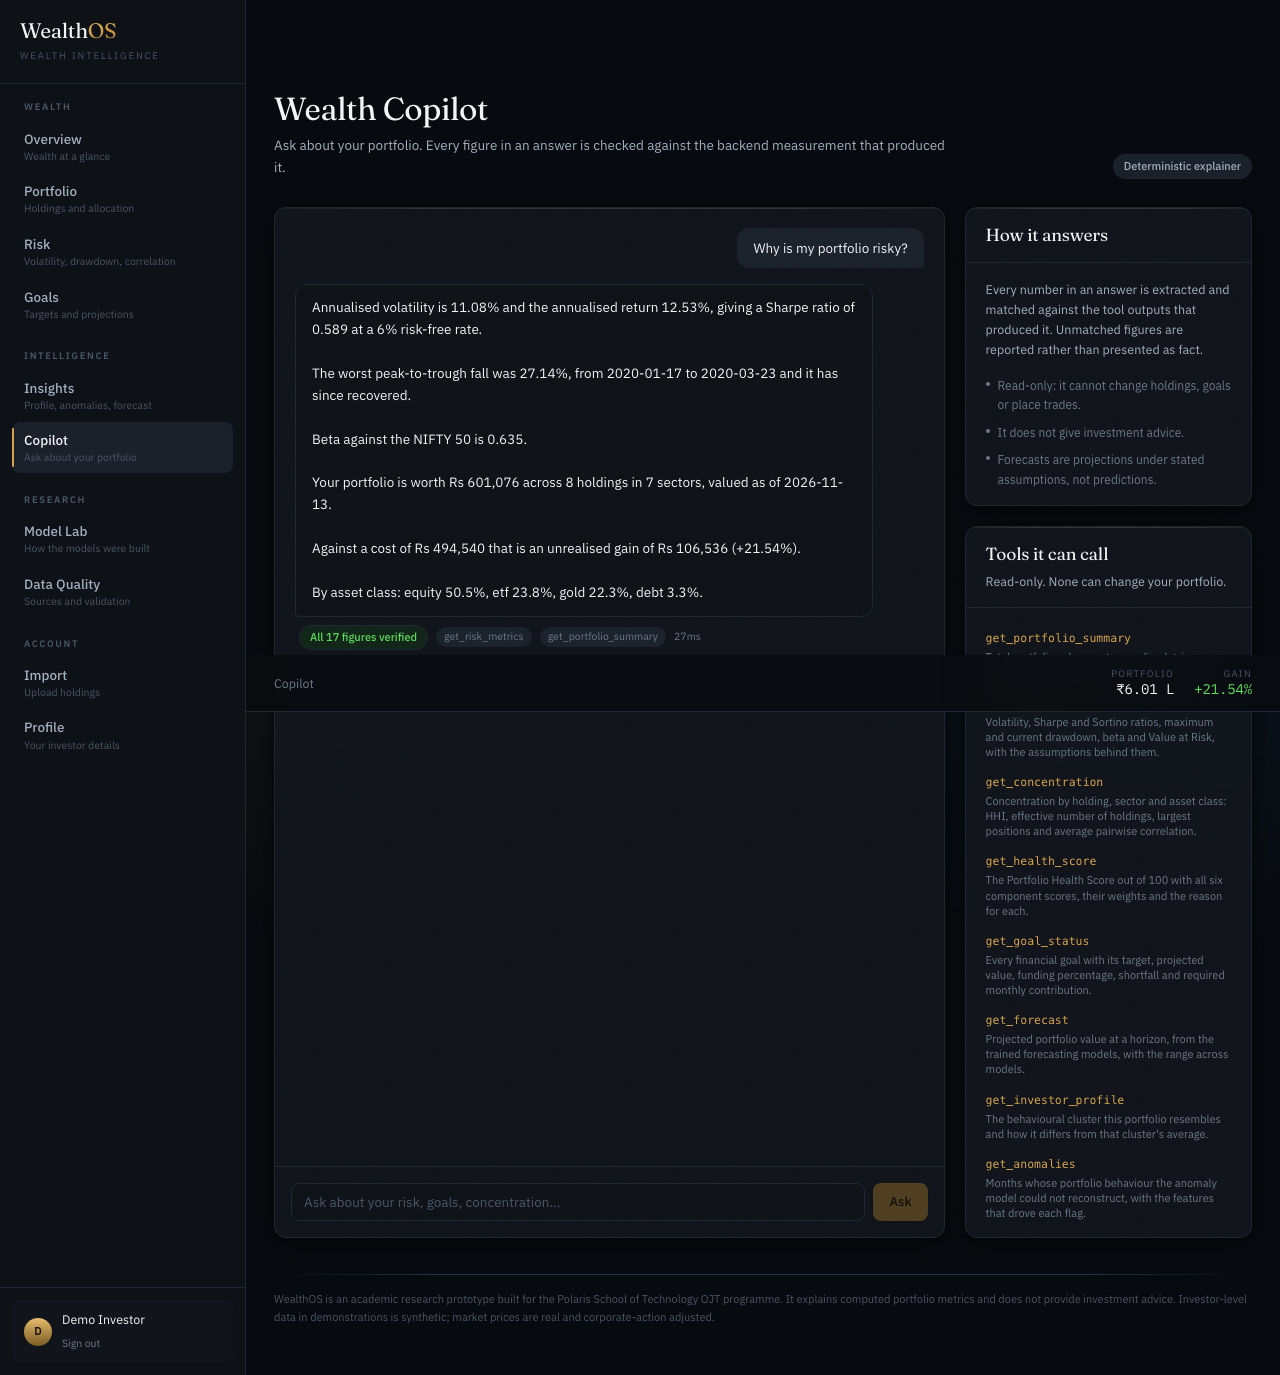 WealthOS
WEALTH INTELLIGENCE
WEALTH
Overview
Wealth at a glance
Portfolio
Holdings and allocation
Risk
Volatility, drawdown, correlation
Goals
Targets and projections
INTELLIGENCE
Insights
Profile, anomalies, forecast
Copilot
Ask about your portfolio
RESEARCH
Model Lab
How the models were built
Data Quality
Sources and validation
ACCOUNT
Import
Upload holdings
Profile
Your investor details
D
Demo Investor
Sign out
Wealth Copilot
Ask about your portfolio. Every figure in an answer is checked against the backend measurement that produced
it.
Deterministic explainer
Why is my portfolio risky?
Annualised volatility is 11.08% and the annualised return 12.53%, giving a Sharpe ratio of
0.589 at a 6% risk-free rate.
The worst peak-to-trough fall was 27.14%, from 2020-01-17 to 2020-03-23 and it has
since recovered.
Beta against the NIFTY 50 is 0.635.
Your portfolio is worth Rs 601,076 across 8 holdings in 7 sectors, valued as of 2026-11-
13.
Against a cost of Rs 494,540 that is an unrealised gain of Rs 106,536 (+21.54%).
By asset class: equity 50.5%, etf 23.8%, gold 22.3%, debt 3.3%.
All 17 figures verified
get_risk_metrics
get_portfolio_summary
27ms
Copilot
PORTFOLIO
₹6.01 L
GAIN
+21.54%
Ask about your risk, goals, concentration...
Ask
How it answers
Every number in an answer is extracted and
matched against the tool outputs that
produced it. Unmatched figures are
reported rather than presented as fact.
• Read-only: it cannot change holdings, goals
or place trades.
• It does not give investment advice.
• Forecasts are projections under stated
assumptions, not predictions.
Tools it can call
Read-only. None can change your portfolio.
get_portfolio_summary
Volatility, Sharpe and Sortino ratios, maximum
and current drawdown, beta and Value at Risk,
with the assumptions behind them.
get_concentration
Concentration by holding, sector and asset class:
HHI, effective number of holdings, largest
positions and average pairwise correlation.
get_health_score
The Portfolio Health Score out of 100 with all six
component scores, their weights and the reason
for each.
get_goal_status
Every financial goal with its target, projected
value, funding percentage, shortfall and required
monthly contribution.
get_forecast
Projected portfolio value at a horizon, from the
trained forecasting models, with the range across
models.
get_investor_profile
The behavioural cluster this portfolio resembles
and how it differs from that cluster's average.
get_anomalies
Months whose portfolio behaviour the anomaly
model could not reconstruct, with the features
that drove each flag.
WealthOS is an academic research prototype built for the Polaris School of Technology OJT programme. It explains computed portfolio metrics and does not provide investment advice. Investor-level
data in demonstrations is synthetic; market prices are real and corporate-action adjusted.